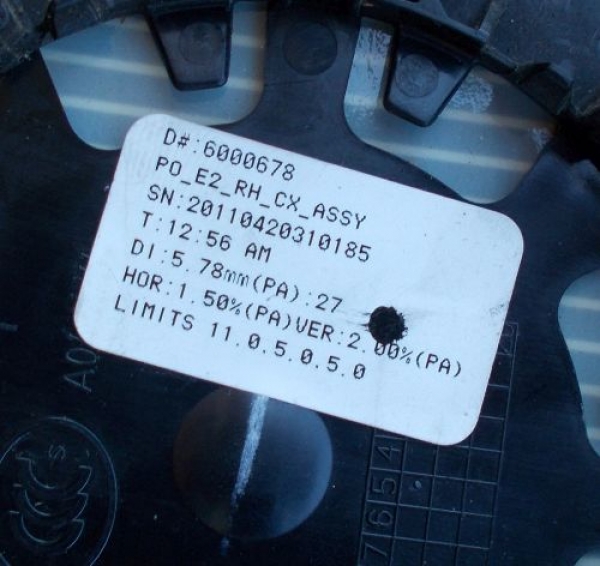 D#:6000678
PO_E2_RH_CX_ASSY
SN:20110420310185
T:12:56 AM
DI:5.78mm(PA):27
HOR:1.50%(PA)VER:2.00%(PA)
LIMITS 11.0.5.0.5.0
7654